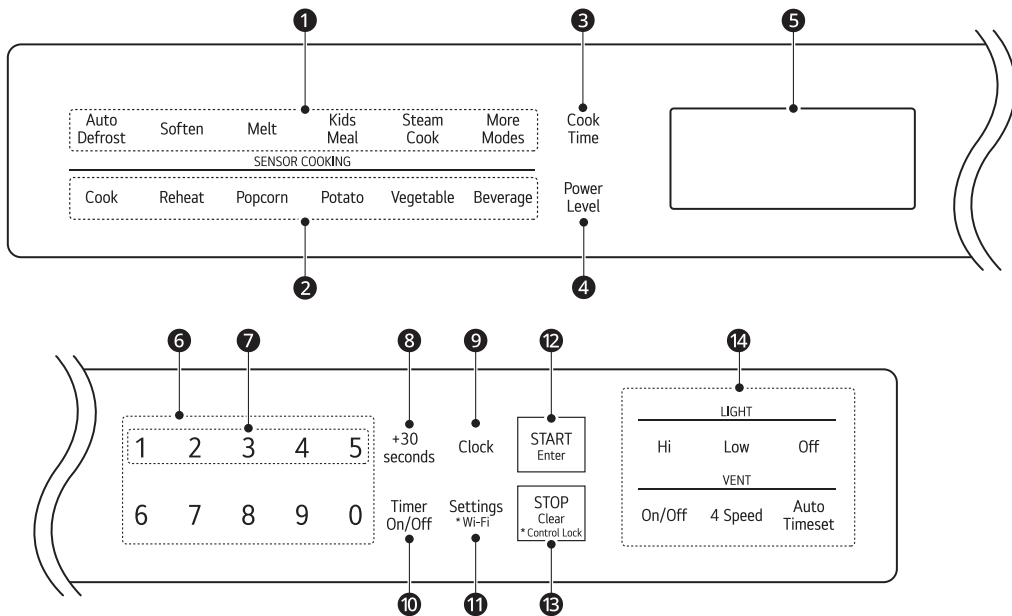 1 3 5
Auto Defrost Soften Melt Kids Meal Steam Cook More Modes Cook Time
SENSOR COOKING
Cook Reheat Popcorn Potato Vegetable Beverage Power Level
2 4
6 7 8 9 12 14
LIGHT
1 2 3 4 5 +30 seconds Clock START Enter Hi Low Off
VENT
6 7 8 9 0 Timer On/Off Settings * Wi-Fi STOP Clear * Control Lock On/Off 4 Speed Auto Timeset
10 11 13